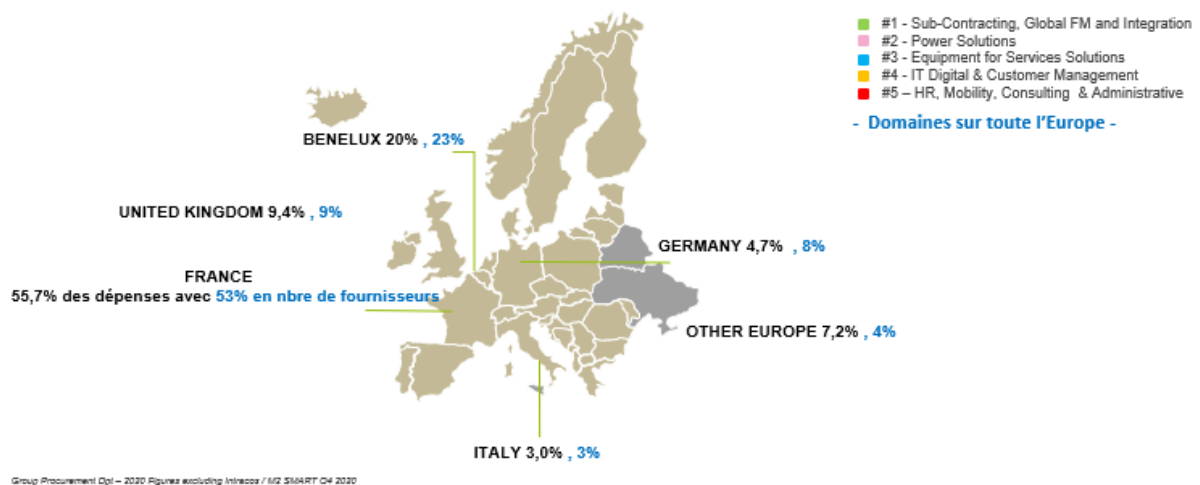 #1 - Sub-Contracting, Global FM and Integration
#2 - Power Solutions
#3 - Equipment for Services Solutions
#4 - IT Digital & Customer Management
#5 – HR, Mobility, Consulting & Administrative
- Domaines sur toute l'Europe -
BENELUX 20% , 23%
UNITED KINGDOM 9,4% , 9%
GERMANY 4,7% , 8%
FRANCE
55,7% des dépenses avec 53% en nbre de fournisseurs
OTHER EUROPE 7,2% , 4%
ITALY 3,0% , 3%
Group Procurement Dpt – 2020 Figures excluding Intracos / M2 SMART Q4 2020